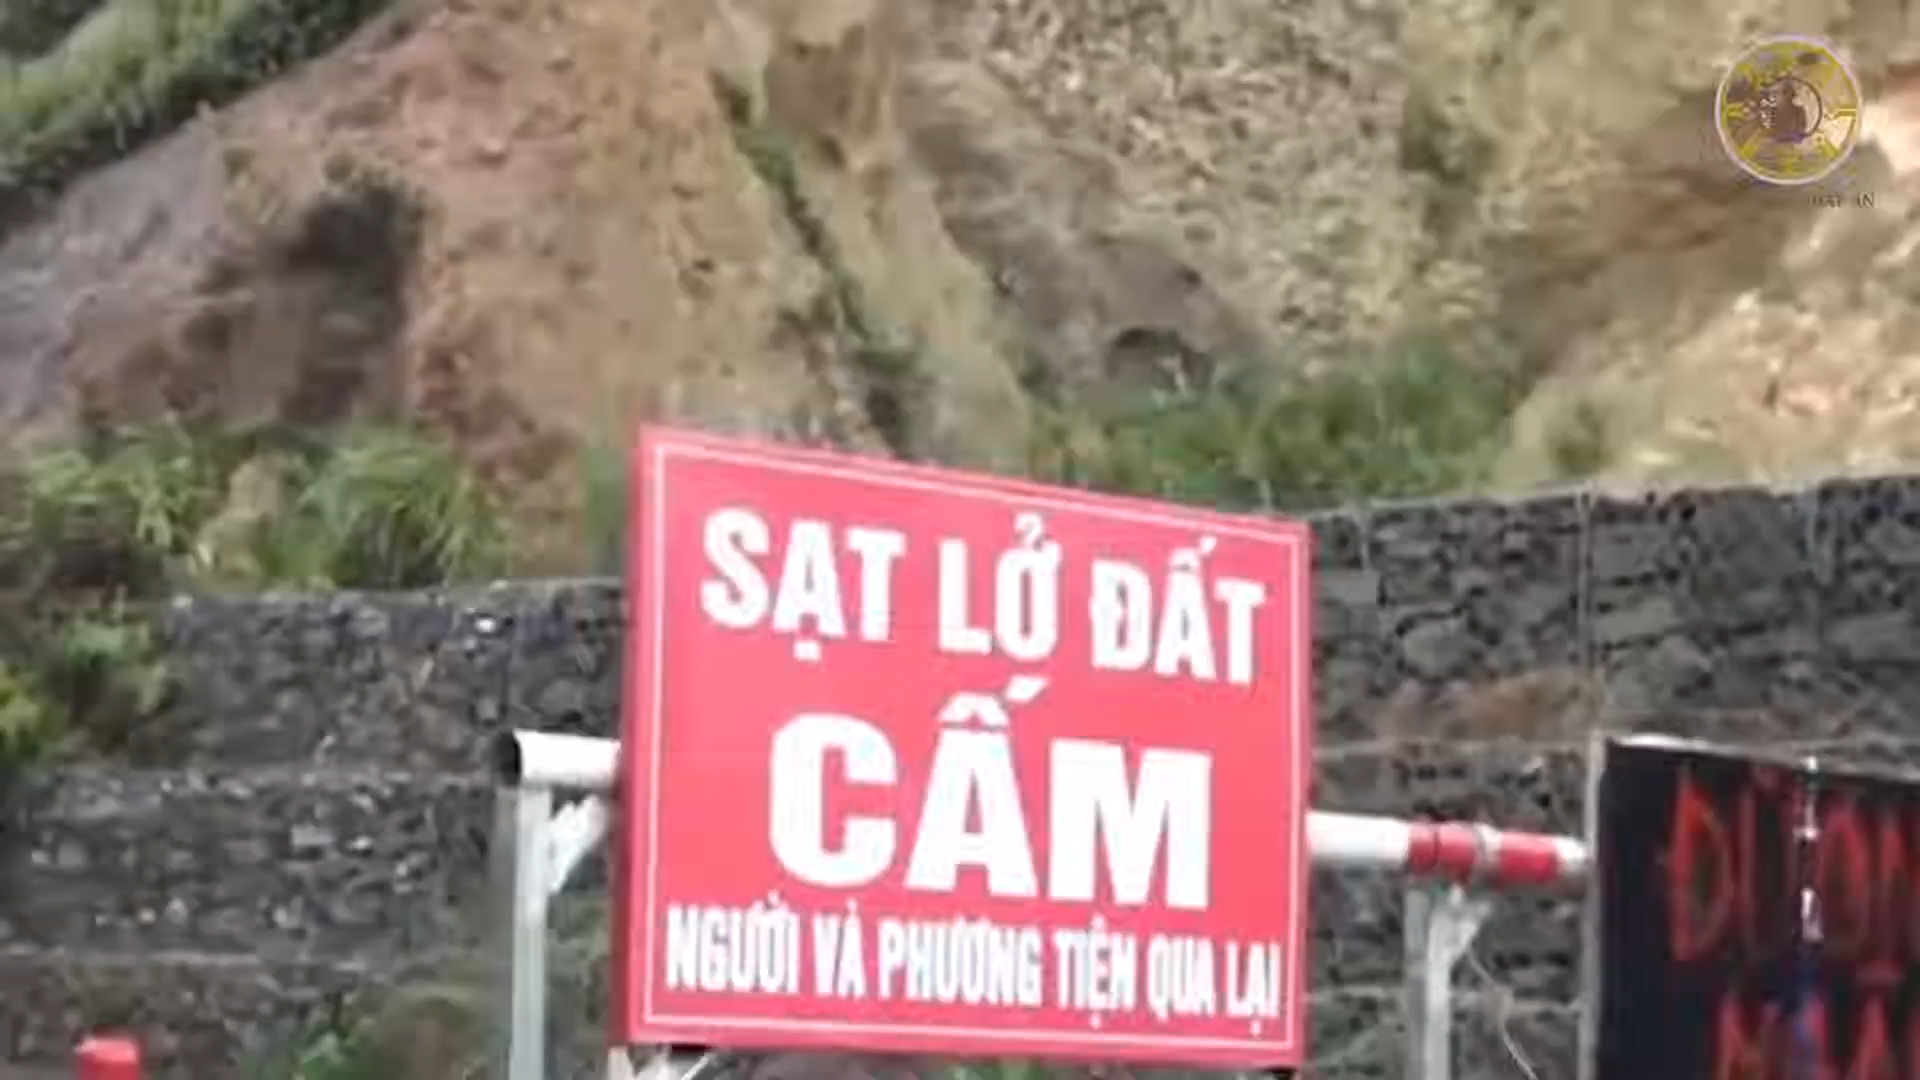 SẠT LỞ ĐẤT
CẤM
NGƯỜI VÀ PHƯƠNG TIỆN QUA LẠI